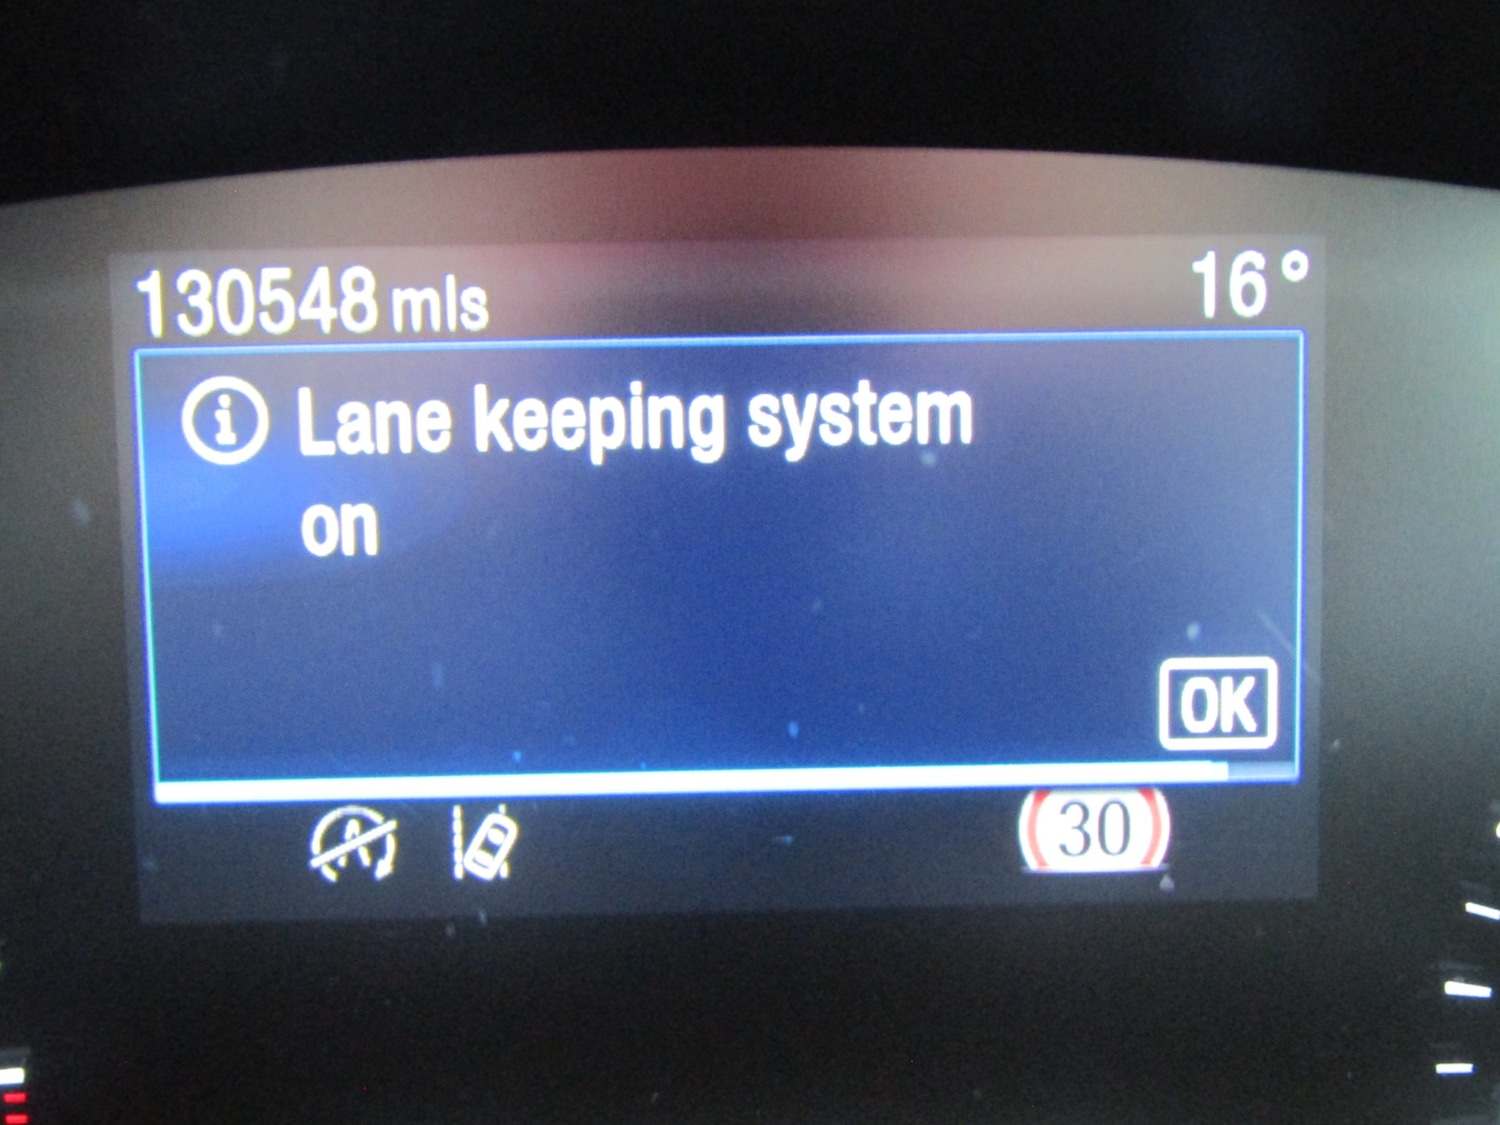 130548 mls 16°
i Lane keeping system
on
OK
A 30